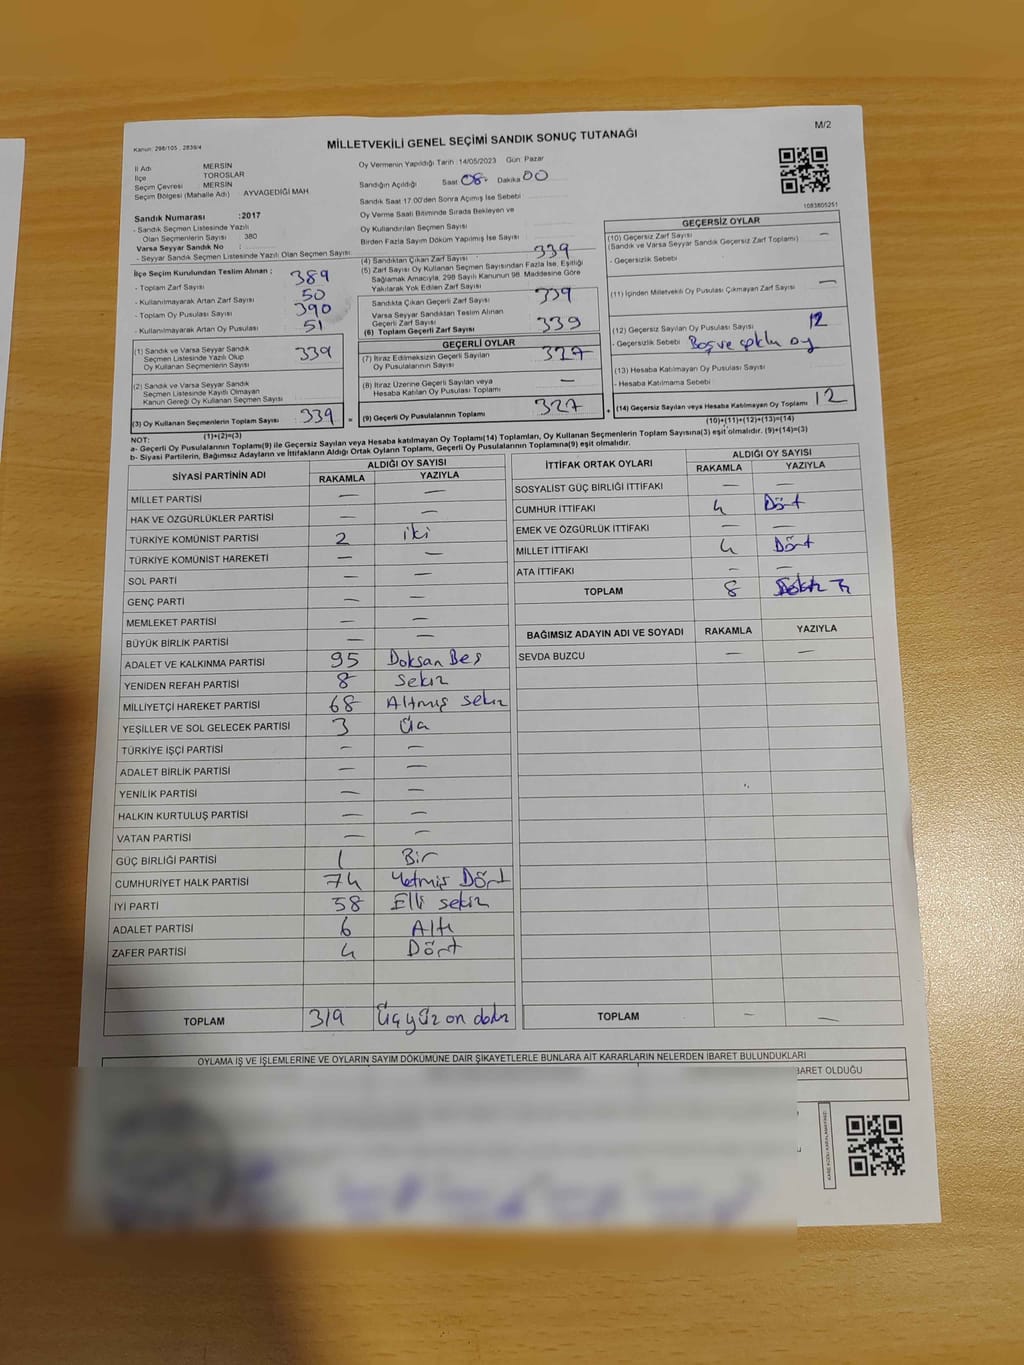 M/2
Kanun: 298/105 , 2839/4
MİLLETVEKİLİ GENEL SEÇİMİ SANDIK SONUÇ TUTANAĞI
İl Adı MERSİN
İlçe TOROSLAR
Seçim Çevresi MERSİN
Seçim Bölgesi (Mahalle Adı) AYVAGEDİĞİ MAH.
Sandık Numarası :2017
- Sandık Seçmen Listesinde Yazılı
Olan Seçmenlerin Sayısı 380
Varsa Seyyar Sandık No :
- Seyyar Sandık Seçmen Listesinde Yazılı Olan Seçmen Sayısı
İlçe Seçim Kurulundan Teslim Alınan ;
- Toplam Zarf Sayısı 389
- Kullanılmayarak Artan Zarf Sayısı 50
- Toplam Oy Pusulası Sayısı 390
- Kullanılmayarak Artan Oy Pusulası 51
(1) Sandık ve Varsa Seyyar Sandık
Seçmen Listesinde Yazılı Olup
Oy Kullanan Seçmenlerin Sayısı 339
(2) Sandık ve Varsa Seyyar Sandık
Seçmen Listesinde Kayıtlı Olmayan
Kanun Gereği Oy Kullanan Seçmen Sayısı
(3) Oy Kullanan Seçmenlerin Toplam Sayısı 339 =
(1)+(2)=(3)
Oy Vermenin Yapıldığı Tarih :14/05/2023 Gün: Pazar
Sandığın Açıldığı Saat 08. Dakika 00
Sandık Saat 17.00'den Sonra Açımış İse Sebebi
Oy Verme Saati Bitiminde Sırada Bekleyen ve
Oy Kullandırılan Seçmen Sayısı
Birden Fazla Sayım Döküm Yapılmış İse Sayısı
(4) Sandıktan Çıkan Zarf Sayısı 339
(5) Zarf Sayısı Oy Kullanan Seçmen Sayısından Fazla İse, Eşitliği
Sağlamak Amacıyla, 298 Sayılı Kanunun 98. Maddesine Göre
Yakılarak Yok Edilen Zarf Sayısı
Sandıkta Çıkan Geçerli Zarf Sayısı 339
Varsa Seyyar Sandıktan Teslim Alınan
Geçerli Zarf Sayısı
(6) Toplam Geçerli Zarf Sayısı 339
GEÇERLİ OYLAR
(7) İtiraz Edilmeksizin Geçerli Sayılan
Oy Pusulalarının Toplamı 327
(8) İtiraz Üzerine Geçerli Sayılan veya
Hesaba Katılan Oy Pusulası Toplamı —
(9) Geçerli Oy Pusulalarının Toplamı 327 +
1083805251
GEÇERSİZ OYLAR
(10) Geçersiz Zarf Sayısı —
(Sandık ve Varsa Seyyar Sandık Geçersiz Zarf Toplamı)
- Geçersizlik Sebebi :
(11) İçinden Milletvekili Oy Pusulası Çıkmayan Zarf Sayısı —
(12) Geçersiz Sayılan Oy Pusulası Sayısı 12
- Geçersizlik Sebebi Boş ve çoklu oy
(13) Hesaba Katılmayan Oy Pusulası Sayısı
- Hesaba Katılmama Sebebi
(14) Geçersiz Sayılan veya Hesaba Katılmayan Oy Toplamı 12
(10)+(11)+(12)+(13)=(14)
NOT:
a- Geçerli Oy Pusulalarının Toplamı(9) ile Geçersiz Sayılan veya Hesaba katılmayan Oy Toplamı(14) Toplamları, Oy Kullanan Seçmenlerin Toplam Sayısına(3) eşit olmalıdır. (9)+(14)=(3)
b- Siyasi Partilerin, Bağımsız Adayların ve İttifakların Aldığı Ortak Oyların Toplamı, Geçerli Oy Pusulalarının Toplamına(9) eşit olmalıdır.
SİYASİ PARTİNİN ADI ALDIĞI OY SAYISI
RAKAMLA YAZIYLA
MİLLET PARTİSİ — —
HAK VE ÖZGÜRLÜKLER PARTİSİ — —
TÜRKİYE KOMÜNİST PARTİSİ 2 iki
TÜRKİYE KOMÜNİST HAREKETİ — —
SOL PARTİ — —
GENÇ PARTİ — —
MEMLEKET PARTİSİ — —
BÜYÜK BİRLİK PARTİSİ — —
ADALET VE KALKINMA PARTİSİ 95 Doksan Beş
YENİDEN REFAH PARTİSİ 8 Sekiz
MİLLİYETÇİ HAREKET PARTİSİ 68 Altmış sekiz
YEŞİLLER VE SOL GELECEK PARTİSİ 3 Üç
TÜRKİYE İŞÇİ PARTİSİ — —
ADALET BİRLİK PARTİSİ — —
YENİLİK PARTİSİ — —
HALKIN KURTULUŞ PARTİSİ — —
VATAN PARTİSİ — —
GÜÇ BİRLİĞİ PARTİSİ 1 Bir
CUMHURİYET HALK PARTİSİ 74 Yetmiş Dört
İYİ PARTİ 58 Elli sekiz
ADALET PARTİSİ 6 Altı
ZAFER PARTİSİ 4 Dört
TOPLAM 319 Üçyüz on dokuz
İTTİFAK ORTAK OYLARI ALDIĞI OY SAYISI
RAKAMLA YAZIYLA
SOSYALİST GÜÇ BİRLİĞİ İTTİFAKI — —
CUMHUR İTTİFAKI 4 Dört
EMEK VE ÖZGÜRLÜK İTTİFAKI — —
MİLLET İTTİFAKI 4 Dört
ATA İTTİFAKI — —
TOPLAM 8
BAĞIMSIZ ADAYIN ADI VE SOYADI RAKAMLA YAZIYLA
SEVDA BUZCU — —
TOPLAM — —
OYLAMA İŞ VE İŞLEMLERİNE VE OYLARIN SAYIM DÖKÜMÜNE DAİR ŞİKAYETLERLE BUNLARA AİT KARARLARIN NELERDEN İBARET BULUNDUKLARI
BARET OLDUĞU